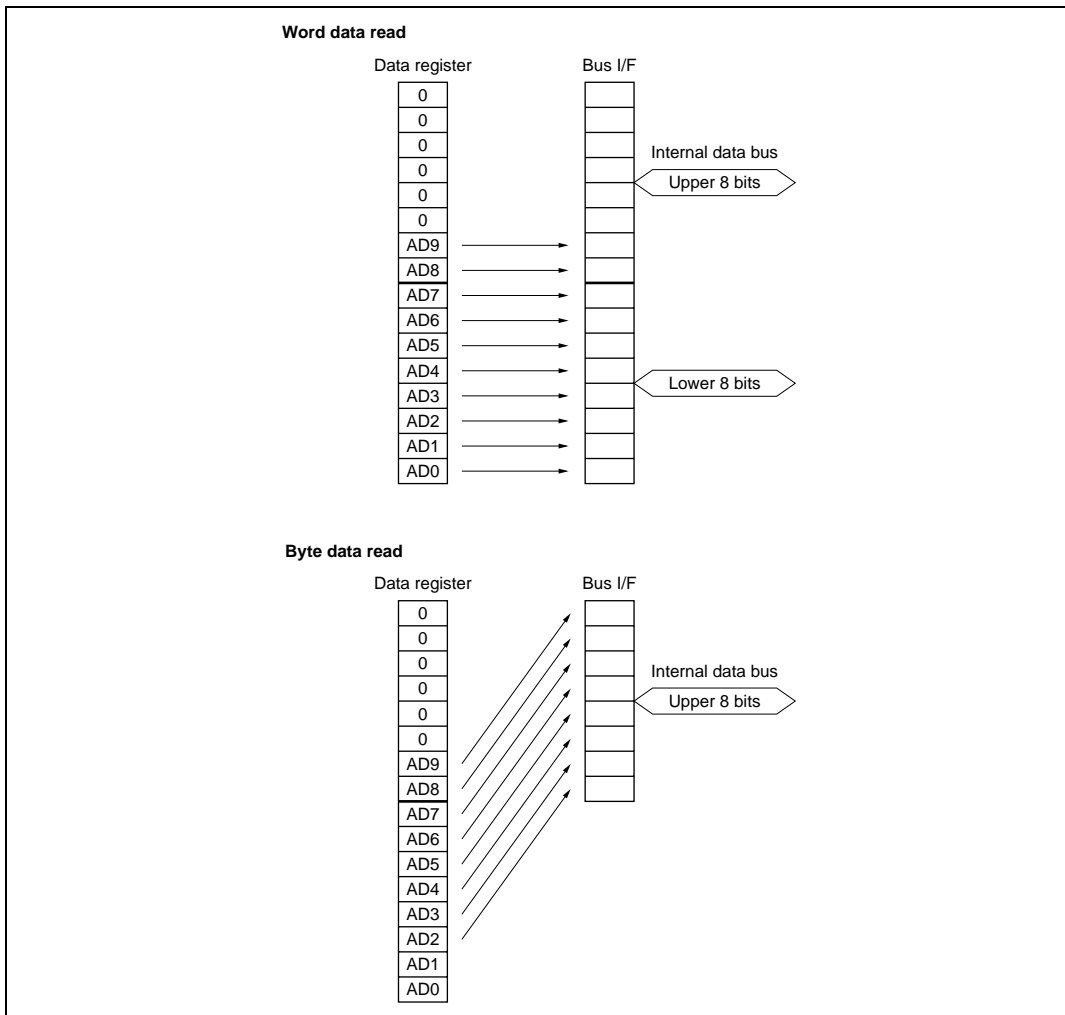 Word data read
Data register
Bus I/F
0
0
0
0
0
0
AD9
AD8
AD7
AD6
AD5
AD4
AD3
AD2
AD1
AD0
Internal data bus
Upper 8 bits
Lower 8 bits
Byte data read
Data register
Bus I/F
0
0
0
0
0
0
AD9
AD8
AD7
AD6
AD5
AD4
AD3
AD2
AD1
AD0
Internal data bus
Upper 8 bits